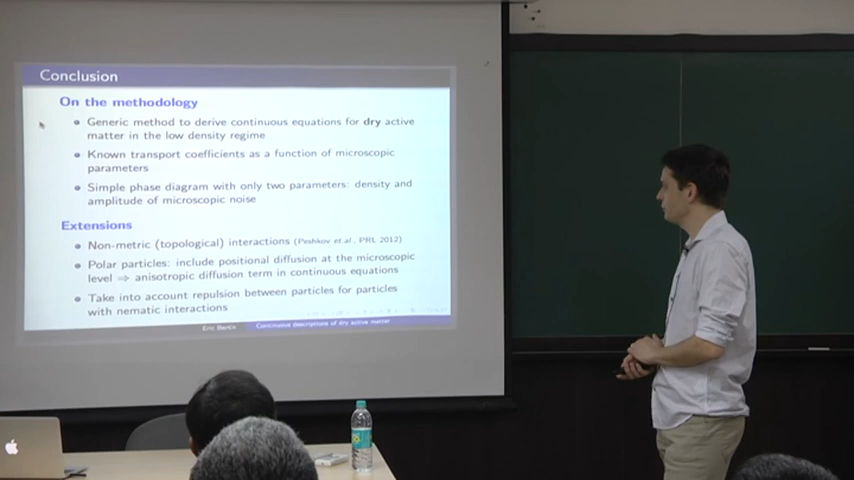 Conclusion
On the methodology
Generic method to derive continuous equations for dry active
matter in the low density regime
Known transport coefficients as a function of microscopic
parameters
Simple phase diagram with only two parameters: density and
amplitude of microscopic noise
Extensions
Non-metric (topological) interactions (Peshkov et al., PRL 2012)
Polar particles: include positional diffusion at the microscopic
level ⇒ anisotropic diffusion term in continuous equations
Take into account repulsion between particles for particles
with nematic interactions
Eric Bertin Continuous descriptions of dry active matter